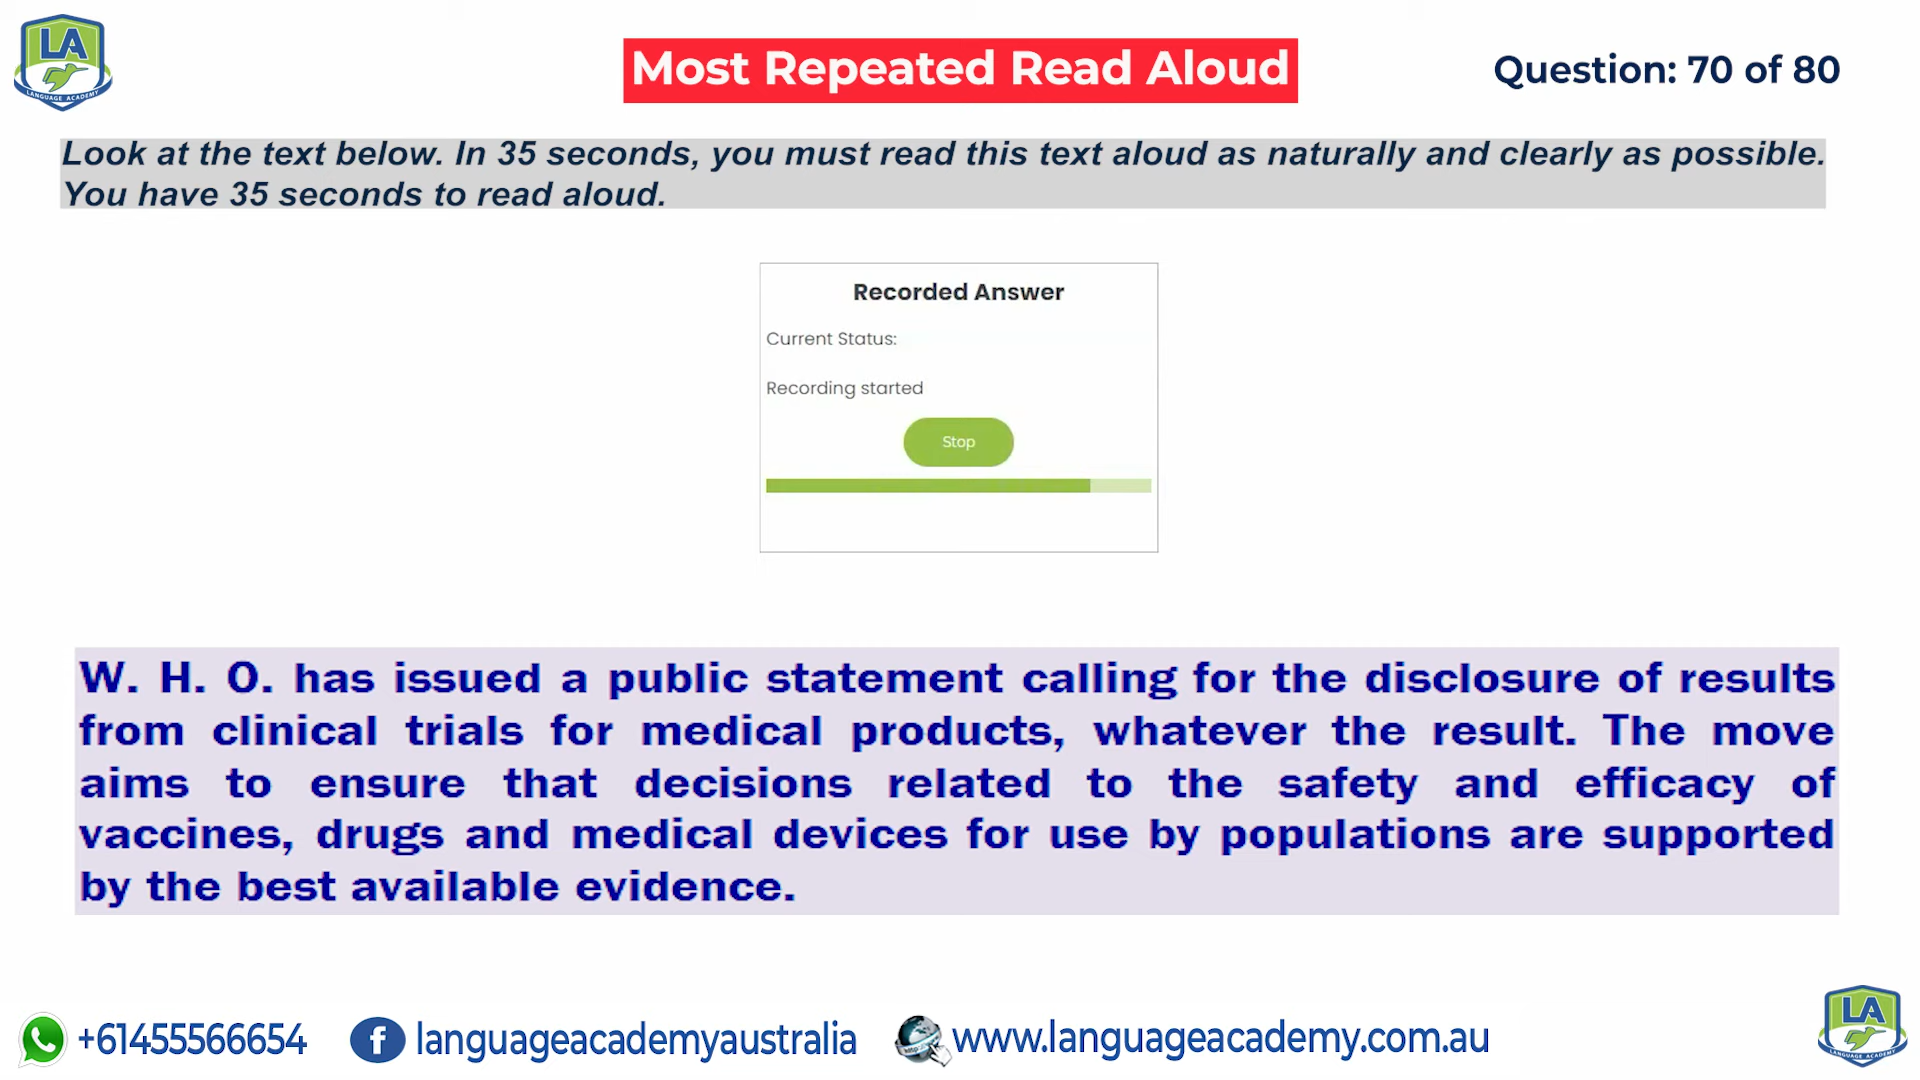 LA
LANGUAGE ACADEMY
Most Repeated Read Aloud
Question: 70 of 80
Look at the text below. In 35 seconds, you must read this text aloud as naturally and clearly as possible.
You have 35 seconds to read aloud.
Recorded Answer
Current Status:
Recording started
Stop
W. H. O. has issued a public statement calling for the disclosure of results
from clinical trials for medical products, whatever the result. The move
aims to ensure that decisions related to the safety and efficacy of
vaccines, drugs and medical devices for use by populations are supported
by the best available evidence.
+61455566654
f
languageacademyaustralia
http
www.languageacademy.com.au
LA
LANGUAGE ACADEMY